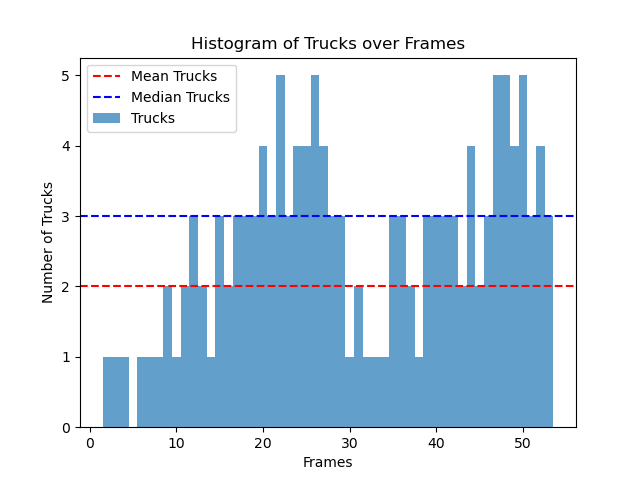 Histogram of Trucks over Frames
Mean Trucks
Median Trucks
Trucks
5
4
3
2
1
0
Number of Trucks
0 10 20 30 40 50
Frames